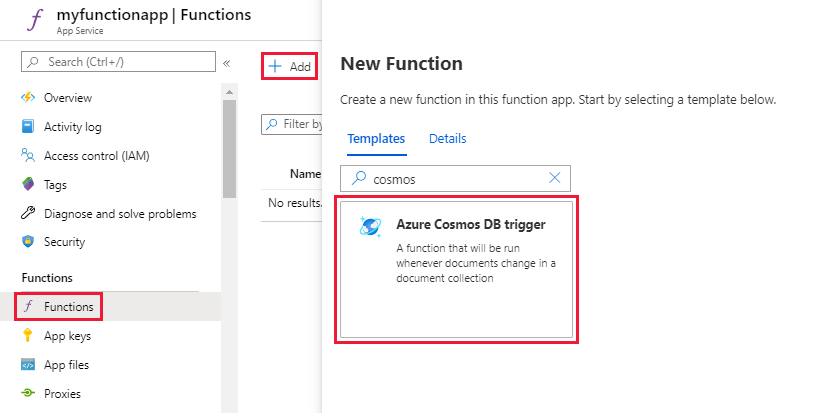 myfunctionapp | Functions
App Service
Search (Ctrl+/)
«
Overview
Activity log
Access control (IAM)
Tags
Diagnose and solve problems
Security
Functions
Functions
App keys
App files
Proxies
+ Add
Filter by
Name
No results.
New Function
Create a new function in this function app. Start by selecting a template below.
Templates Details
cosmos
Azure Cosmos DB trigger
A function that will be run
whenever documents change in a
document collection